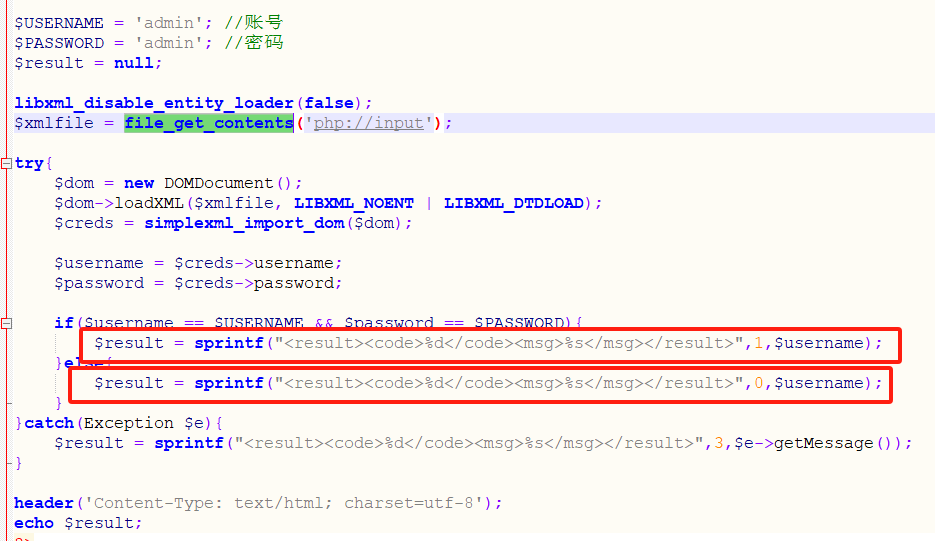 $USERNAME = 'admin'; //账号
$PASSWORD = 'admin'; //密码
$result = null;
libxml_disable_entity_loader(false);
$xmlfile = file_get_contents('php://input');
try{
$dom = new DOMDocument();
$dom->loadXML($xmlfile, LIBXML_NOENT | LIBXML_DTDLOAD);
$creds = simplexml_import_dom($dom);
$username = $creds->username;
$password = $creds->password;
if($username == $USERNAME && $password == $PASSWORD){
$result = sprintf("<result><code>%d</code><msg>%s</msg></result>",1,$username);
}else{
$result = sprintf("<result><code>%d</code><msg>%s</msg></result>",0,$username);
}
}catch(Exception $e){
$result = sprintf("<result><code>%d</code><msg>%s</msg></result>",3,$e->getMessage());
}
header('Content-Type: text/html; charset=utf-8');
echo $result;
?>